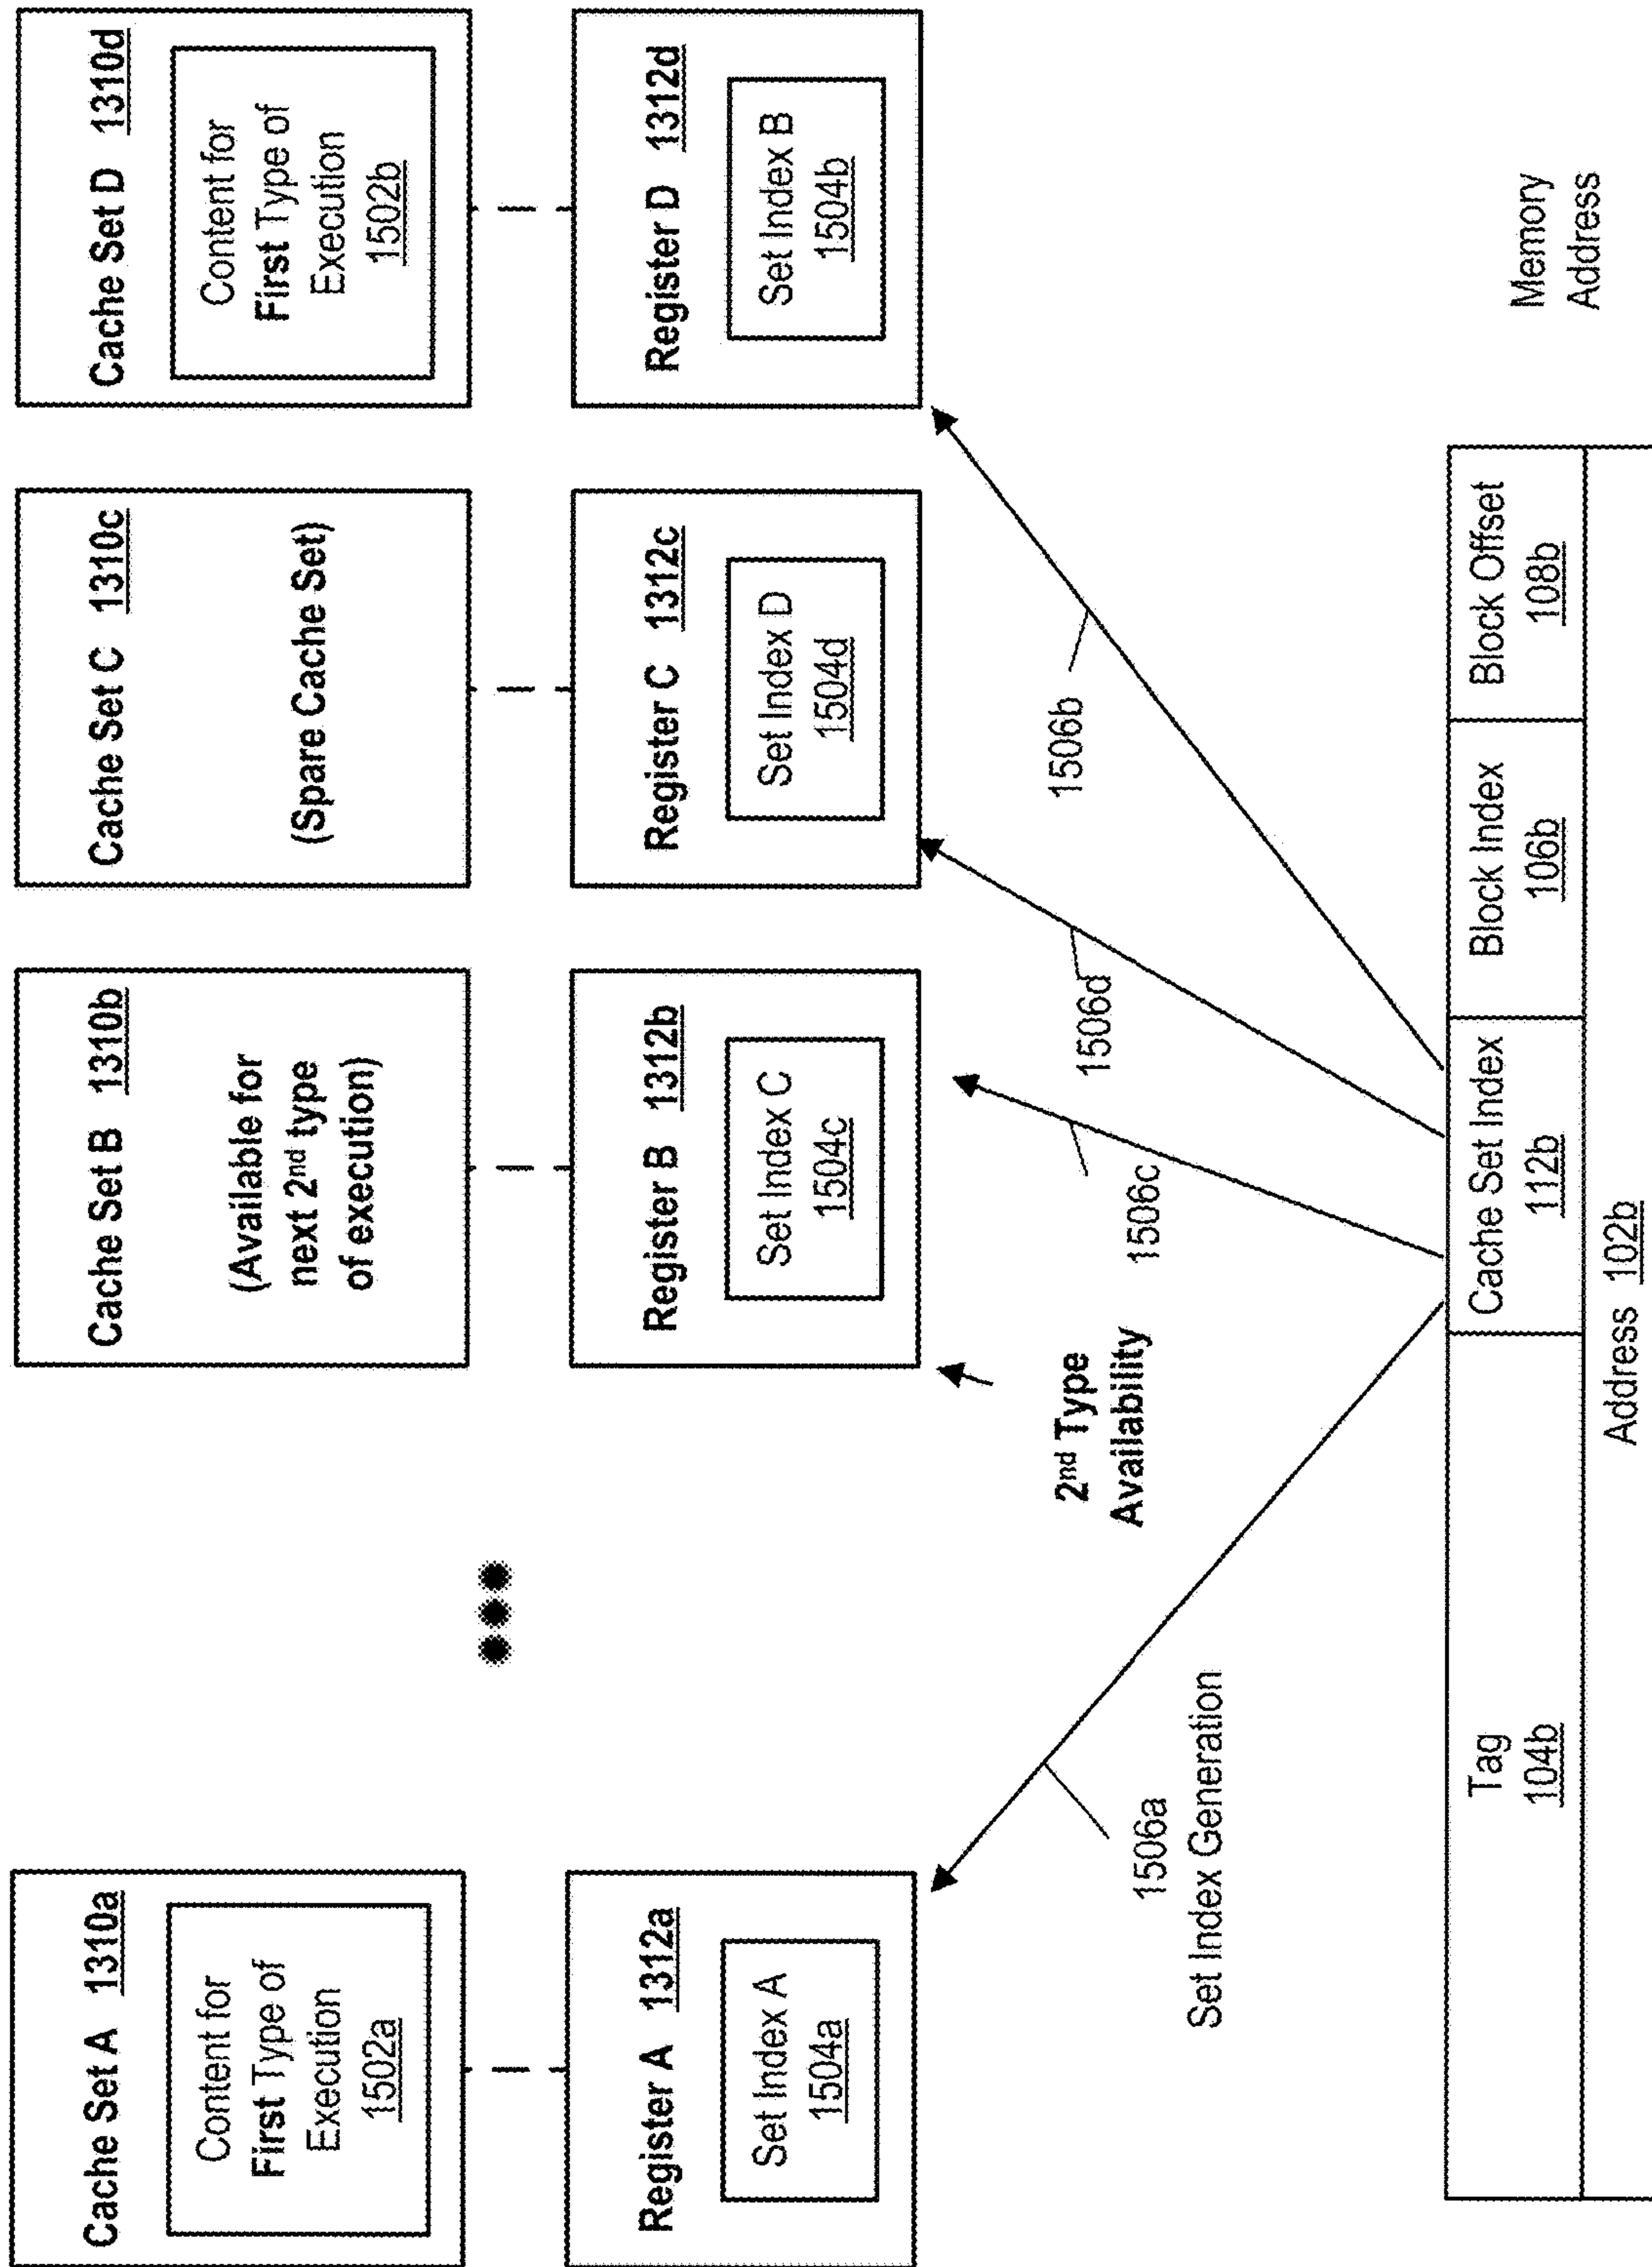 Cache Set A 1310a
Content for
First Type of
Execution
1502a
Cache Set B 1310b
(Available for
next 2nd type
of execution)
Cache Set C 1310c
(Spare Cache Set)
Cache Set D 1310d
Content for
First Type of
Execution
1502b
Register A 1312a
Set Index A
1504a
Register B 1312b
Set Index C
1504c
Register C 1312c
Set Index D
1504d
Register D 1312d
Set Index B
1504b
2nd Type
Availability
1506a
Set Index Generation
1506c
1506d
1506b
Tag
104b
Cache Set Index
112b
Block Index
106b
Block Offset
108b
Memory
Address
Address 102b